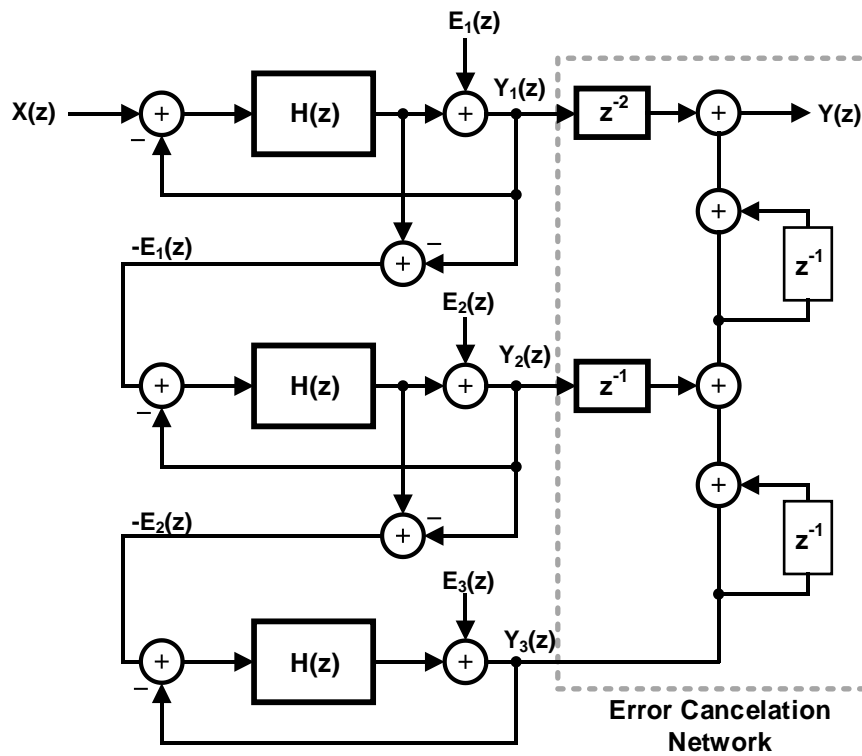 E₁(z)
X(z)
+
−
H(z)
+
Y₁(z)
z⁻²
+
Y(z)
+
z⁻¹
-E₁(z)
+
−
E₂(z)
+
−
H(z)
+
Y₂(z)
z⁻¹
+
+
z⁻¹
-E₂(z)
+
−
E₃(z)
+
−
H(z)
+
Y₃(z)
Error Cancelation
Network